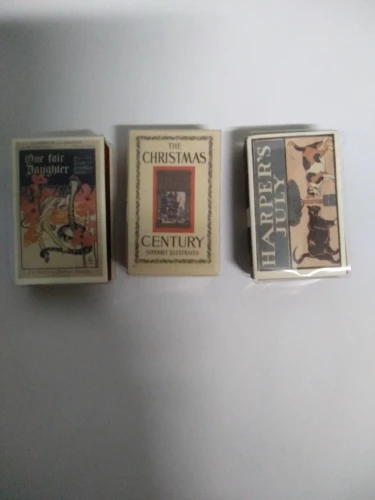 One fair
Daughter
THE
CHRISTMAS
CENTURY
SUPERBLY ILLUSTRATED
HARPER'S
JULY